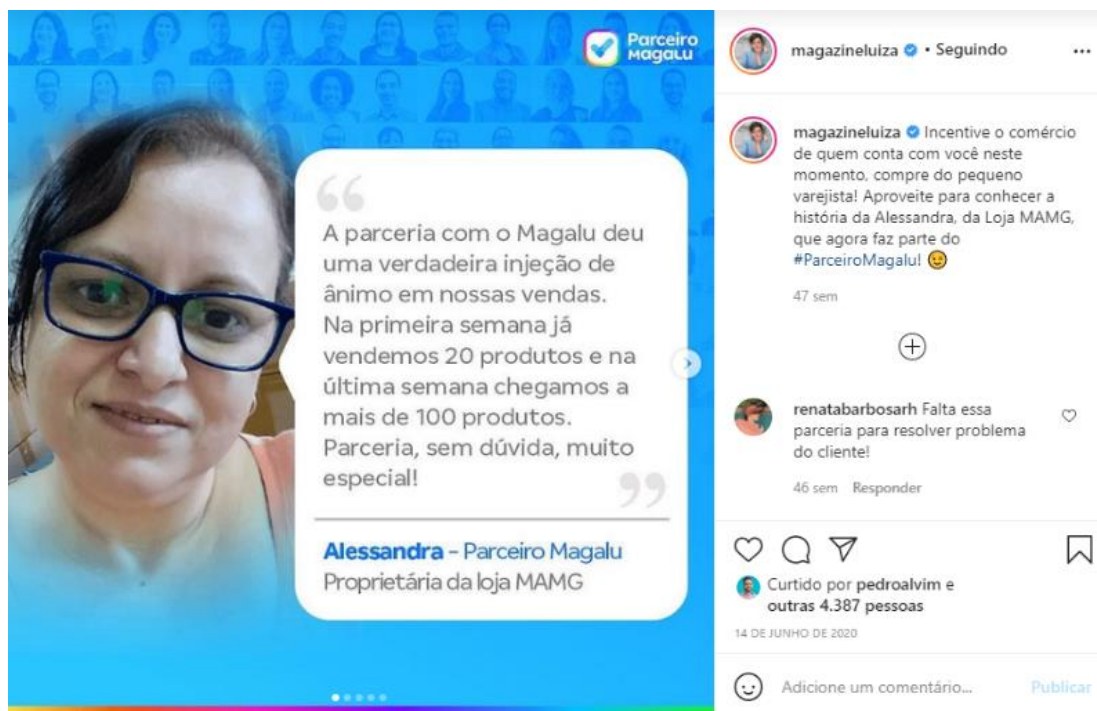 Parceiro
Magalu
“
A parceria com o Magalu deu
uma verdadeira injeção de
ânimo em nossas vendas.
Na primeira semana já
vendemos 20 produtos e na
última semana chegamos a
mais de 100 produtos.
Parceria, sem dúvida, muito
especial!
”
Alessandra – Parceiro Magalu
Proprietária da loja MAMG
magazineluiza • Seguindo
magazineluiza Incentive o comércio
de quem conta com você neste
momento, compre do pequeno
varejista! Aproveite para conhecer a
história da Alessandra, da Loja MAMG,
que agora faz parte do
#ParceiroMagalu! 😉
47 sem
renatabarbosarh Falta essa
parceria para resolver problema
do cliente!
46 sem Responder
Curtido por pedroalvim e
outras 4.387 pessoas
14 DE JUNHO DE 2020
Adicione um comentário... Publicar